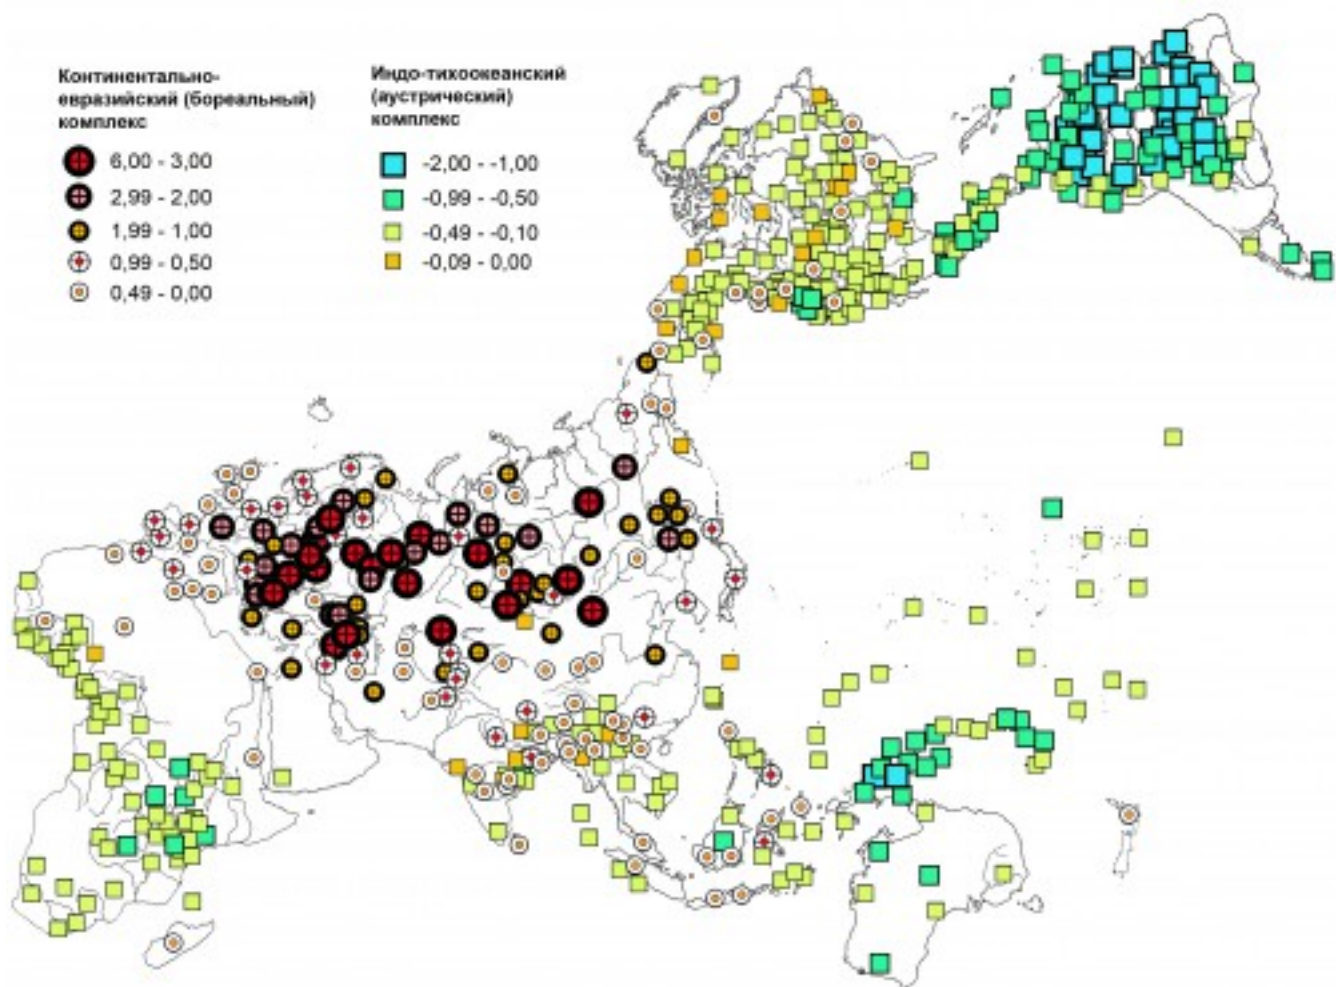 Континентально-
евразийский (бореальный)
комплекс
6,00 - 3,00
2,99 - 2,00
1,99 - 1,00
0,99 - 0,50
0,49 - 0,00
Индо-тихоокеанский
(аустрический)
комплекс
-2,00 - -1,00
-0,99 - -0,50
-0,49 - -0,10
-0,09 - 0,00